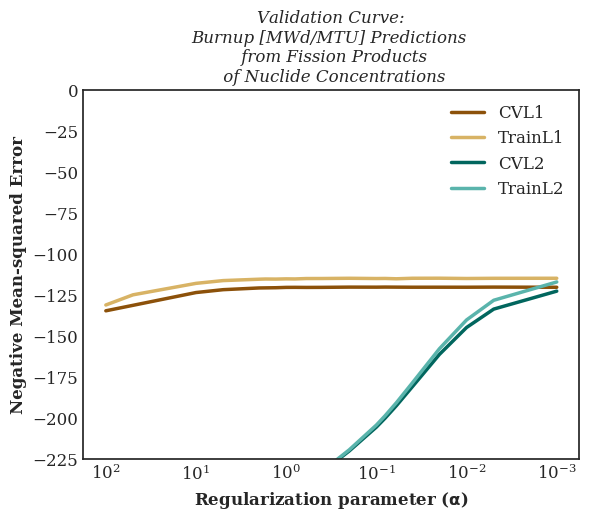 Validation Curve:
Burnup [MWd/MTU] Predictions
from Fission Products
of Nuclide Concentrations
0
−25
−50
−75
−100
−125
−150
−175
−200
−225
Negative Mean-squared Error
CVL1
TrainL1
CVL2
TrainL2
10² 10¹ 10⁰ 10⁻¹ 10⁻² 10⁻³
Regularization parameter (α)